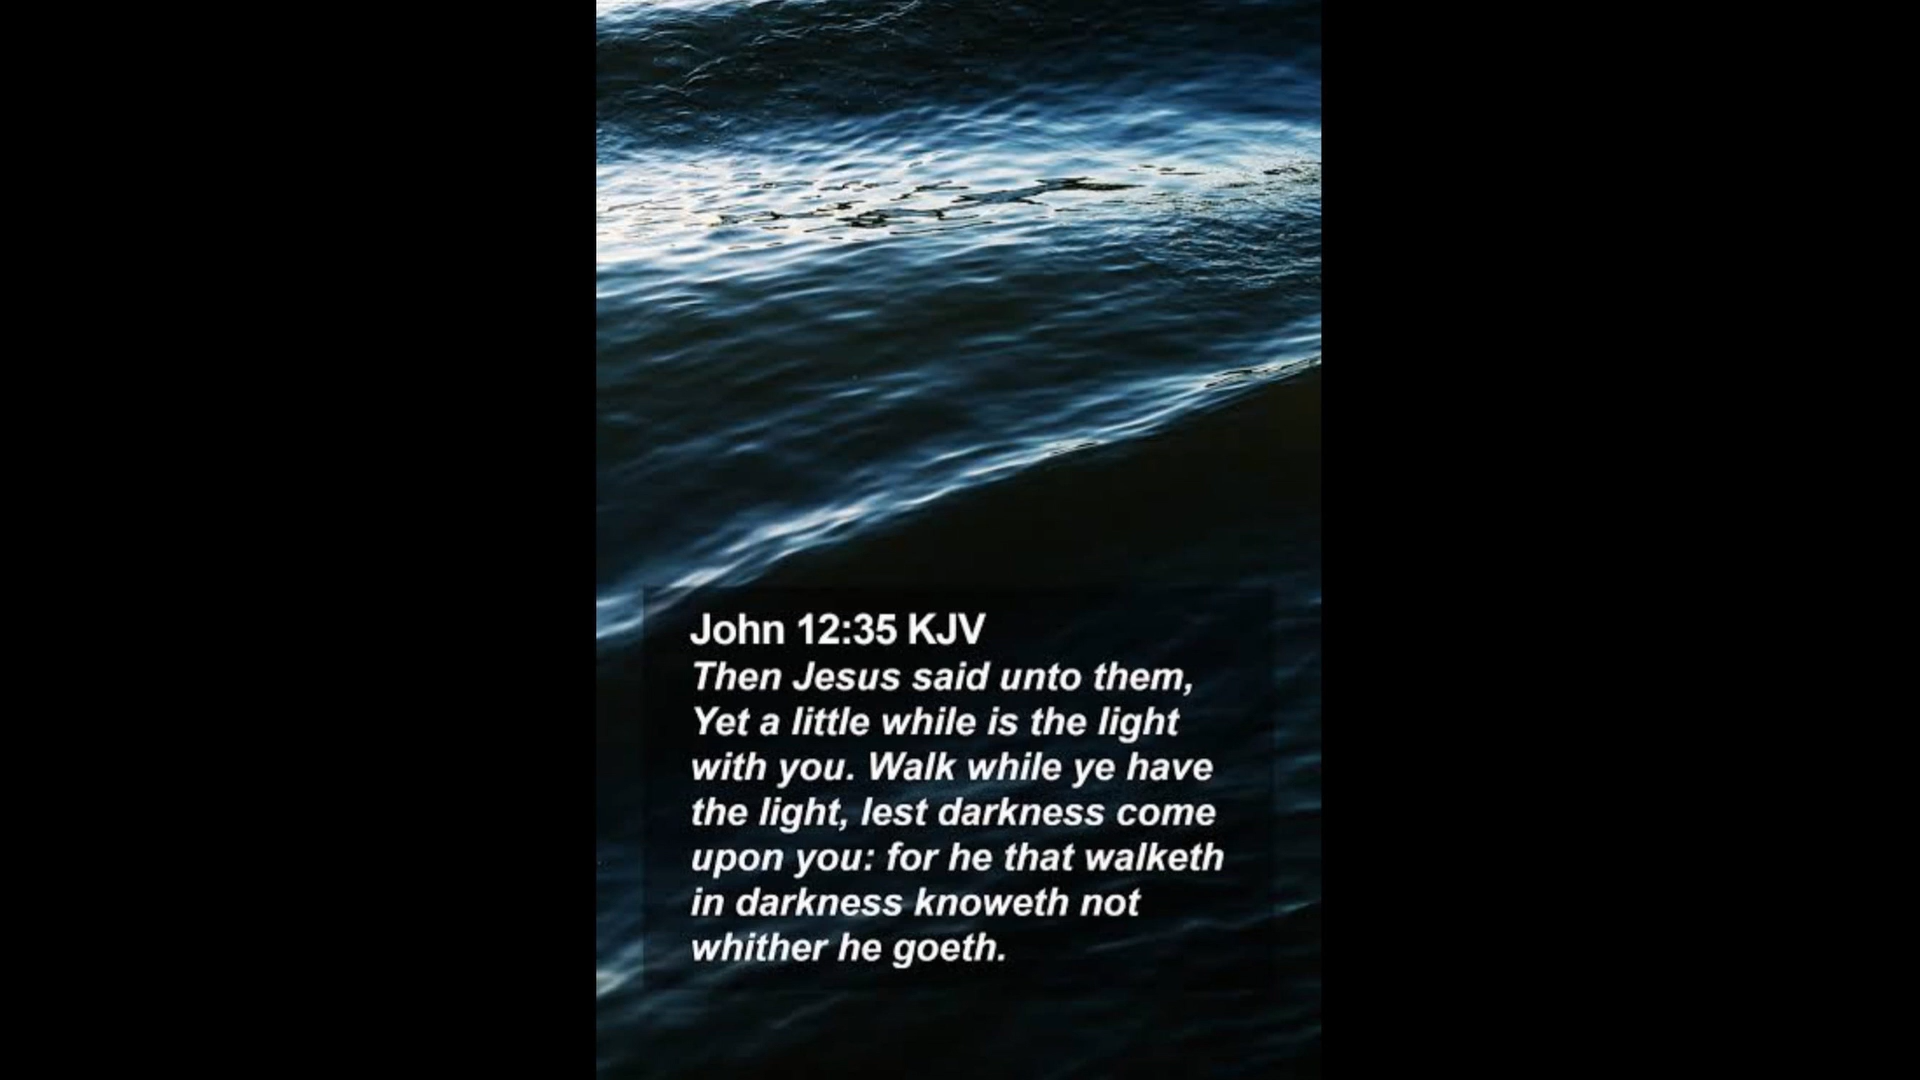 John 12:35 KJV
Then Jesus said unto them,
Yet a little while is the light
with you. Walk while ye have
the light, lest darkness come
upon you: for he that walketh
in darkness knoweth not
whither he goeth.